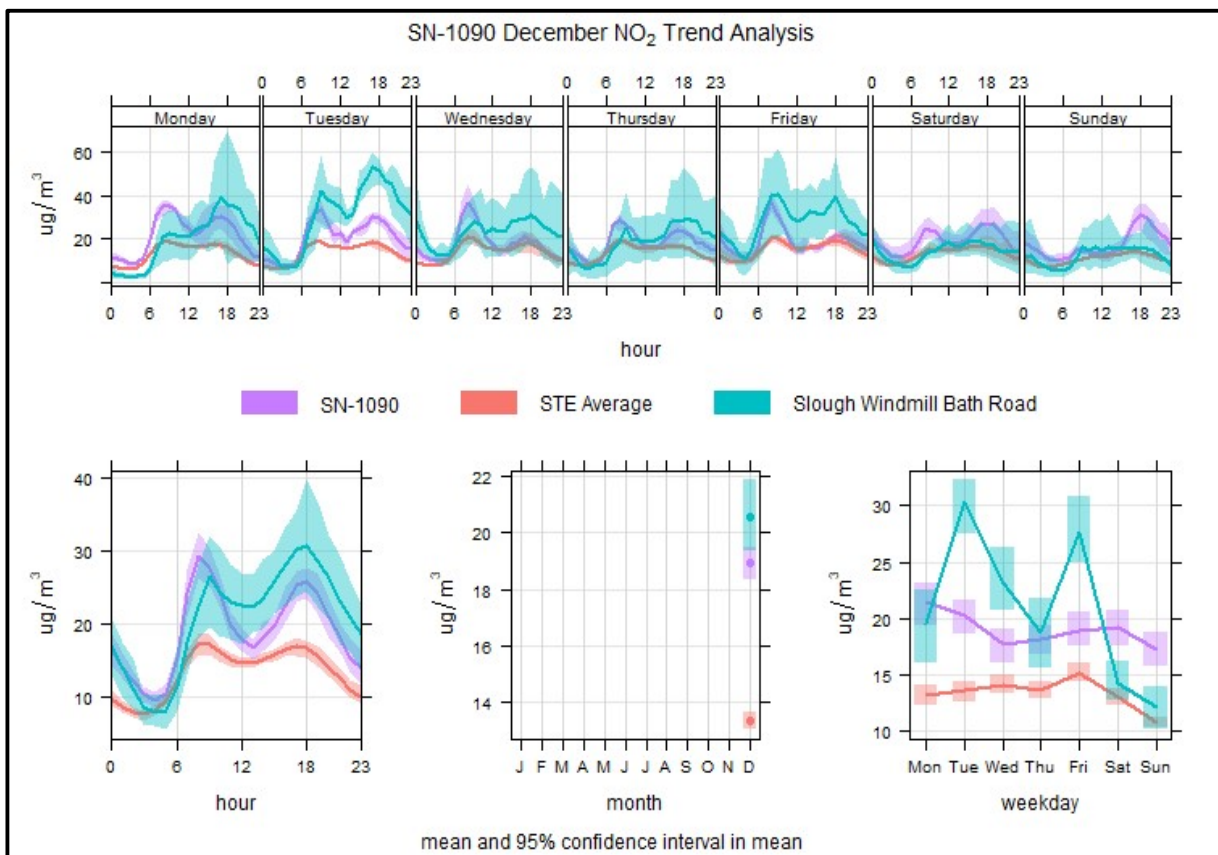 SN-1090 December NO₂ Trend Analysis
0 6 12 18 23 0 6 12 18 23 0 6 12 18 23
Monday Tuesday Wednesday Thursday Friday Saturday Sunday
60
40
20
ug/m³
0 6 12 18 23 0 6 12 18 23 0 6 12 18 23 0 6 12 18 23
hour
SN-1090 STE Average Slough Windmill Bath Road
40
30
20
10
ug/m³
0 6 12 18 23
hour
22
20
18
16
14
ug/m³
J F M A M J J A S O N D
month
30
25
20
15
10
ug/m³
Mon Tue Wed Thu Fri Sat Sun
weekday
mean and 95% confidence interval in mean